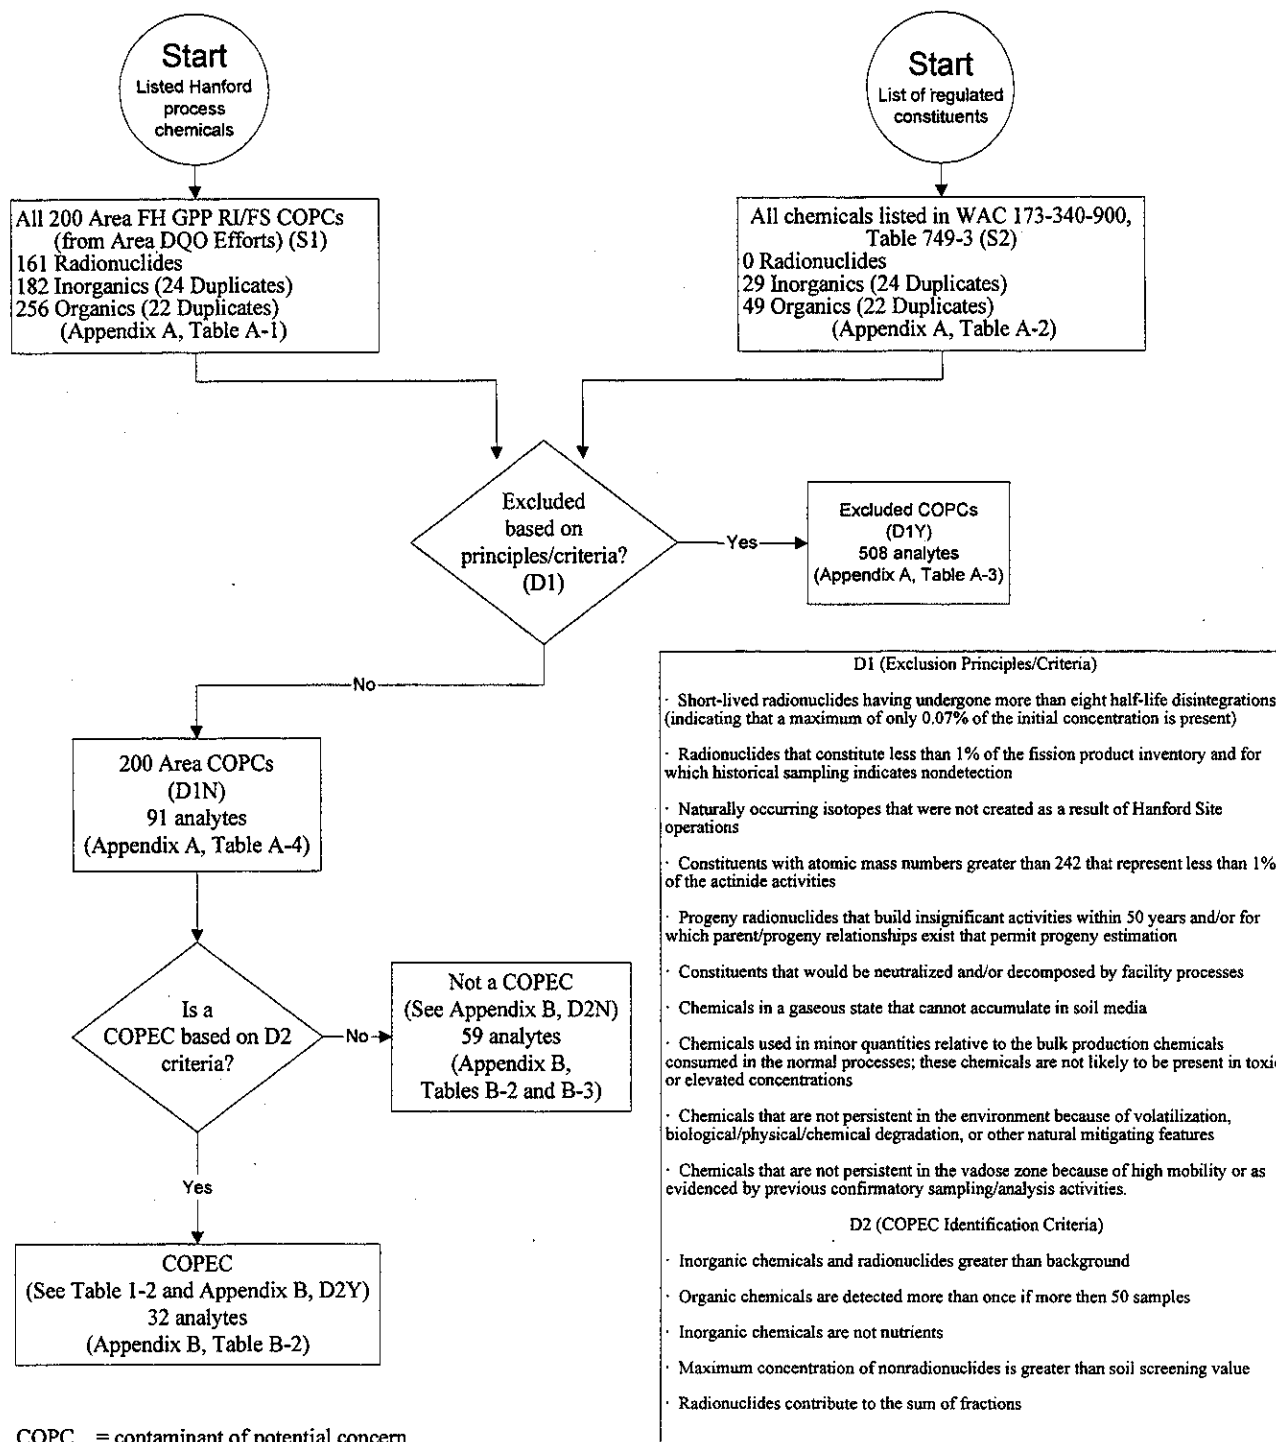 Start
Listed Hanford
process
chemicals
Start
List of regulated
constituents
All 200 Area FH GPP RI/FS COPCs
(from Area DQO Efforts) (S1)
161 Radionuclides
182 Inorganics (24 Duplicates)
256 Organics (22 Duplicates)
(Appendix A, Table A-1)
All chemicals listed in WAC 173-340-900,
Table 749-3 (S2)
0 Radionuclides
29 Inorganics (24 Duplicates)
49 Organics (22 Duplicates)
(Appendix A, Table A-2)
Excluded
based on
principles/criteria?
(D1)
Yes
Excluded COPCs
(D1Y)
508 analytes
(Appendix A, Table A-3)
No
200 Area COPCs
(D1N)
91 analytes
(Appendix A, Table A-4)
Is a
COPEC based on D2
criteria?
No
Not a COPEC
(See Appendix B, D2N)
59 analytes
(Appendix B,
Tables B-2 and B-3)
Yes
COPEC
(See Table 1-2 and Appendix B, D2Y)
32 analytes
(Appendix B, Table B-2)
D1 (Exclusion Principles/Criteria)
· Short-lived radionuclides having undergone more than eight half-life disintegrations
(indicating that a maximum of only 0.07% of the initial concentration is present)
· Radionuclides that constitute less than 1% of the fission product inventory and for
which historical sampling indicates nondetection
· Naturally occurring isotopes that were not created as a result of Hanford Site
operations
· Constituents with atomic mass numbers greater than 242 that represent less than 1%
of the actinide activities
· Progeny radionuclides that build insignificant activities within 50 years and/or for
which parent/progeny relationships exist that permit progeny estimation
· Constituents that would be neutralized and/or decomposed by facility processes
· Chemicals in a gaseous state that cannot accumulate in soil media
· Chemicals used in minor quantities relative to the bulk production chemicals
consumed in the normal processes; these chemicals are not likely to be present in toxi
or elevated concentrations
· Chemicals that are not persistent in the environment because of volatilization,
biological/physical/chemical degradation, or other natural mitigating features
· Chemicals that are not persistent in the vadose zone because of high mobility or as
evidenced by previous confirmatory sampling/analysis activities.
D2 (COPEC Identification Criteria)
· Inorganic chemicals and radionuclides greater than background
· Organic chemicals are detected more than once if more then 50 samples
· Inorganic chemicals are not nutrients
· Maximum concentration of nonradionuclides is greater than soil screening value
· Radionuclides contribute to the sum of fractions
COPC = contaminant of potential concern